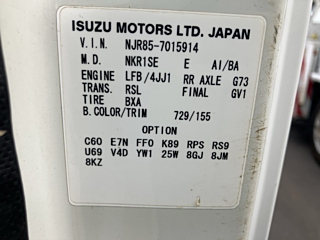 ISUZU MOTORS LTD. JAPAN
V.I.N. NJR85-7015914
M.D. NKR1SE E AI/BA
ENGINE LFB/4JJ1 RR AXLE G73
TRANS. RSL FINAL GV1
TIRE BXA
B.COLOR/TRIM 729/155
OPTION
C60 E7N FF0 K89 RPS RS9
U69 V4D YW1 25W 8GJ 8JM
8KZ